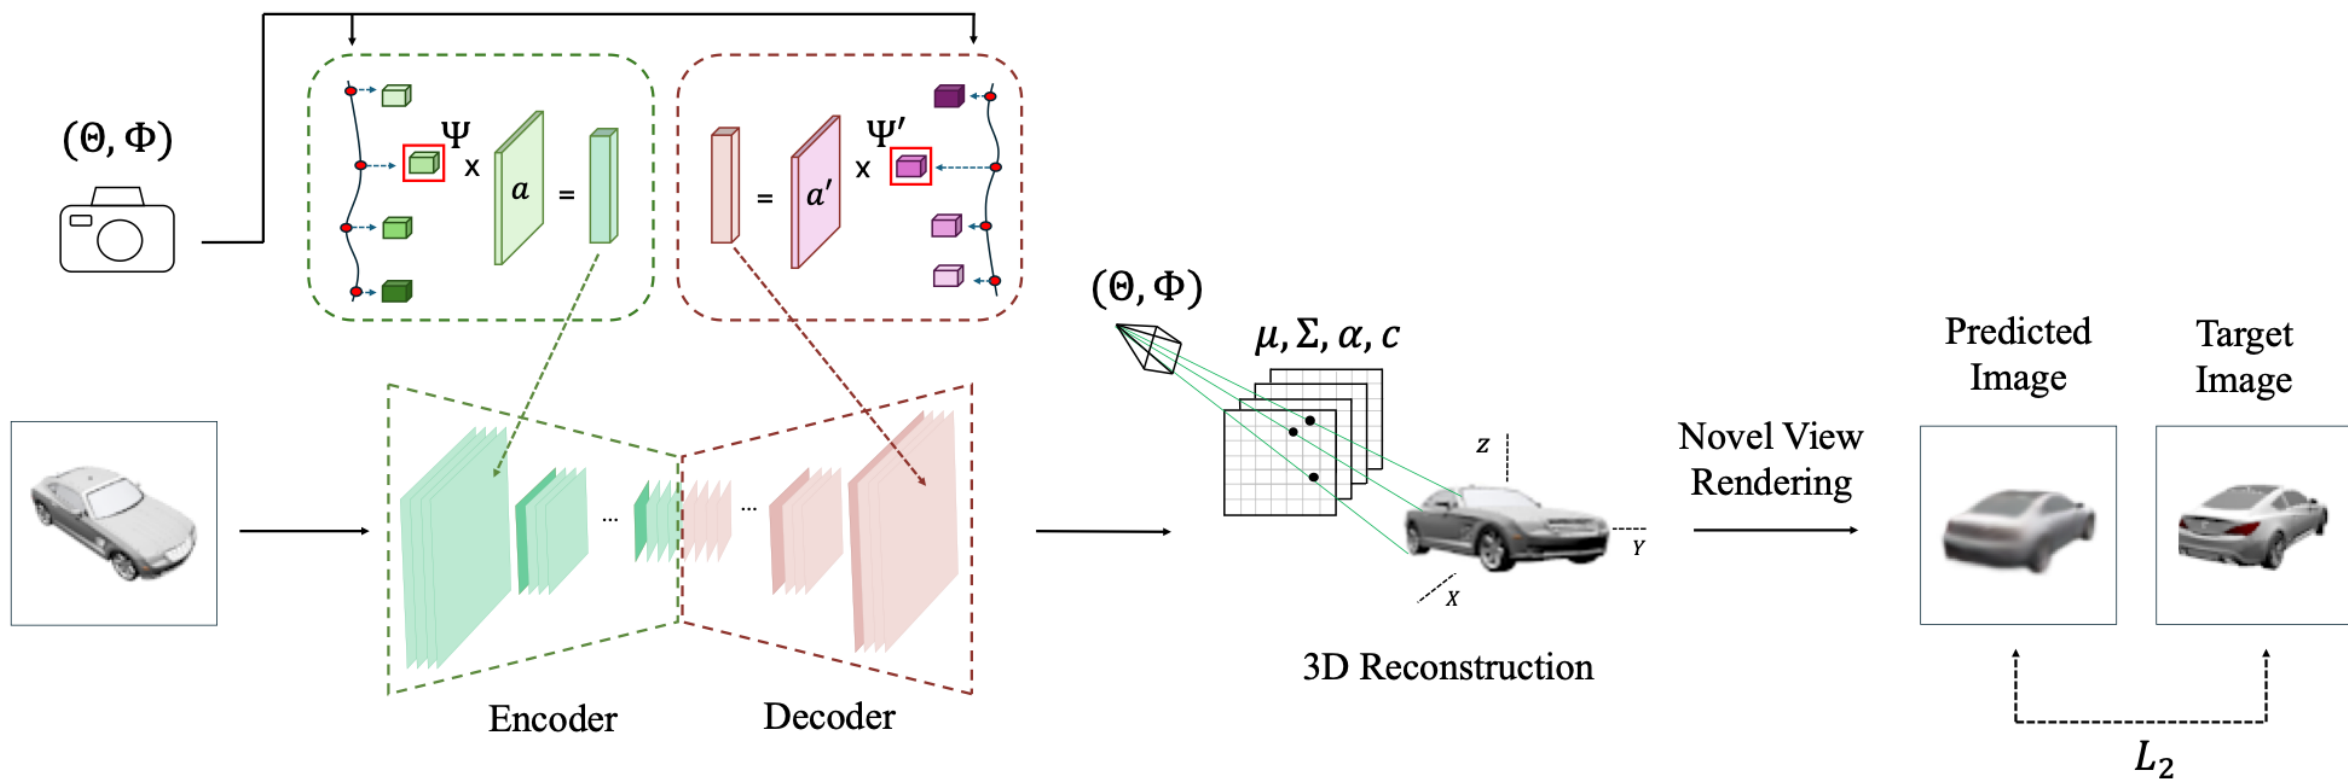 (Θ, Φ)
Ψ
x
a
=
=
a′
x
Ψ′
...
...
Encoder
Decoder
(Θ, Φ)
μ, Σ, α, c
Z
Y
X
3D Reconstruction
Novel View
Rendering
Predicted
Image
Target
Image
L₂